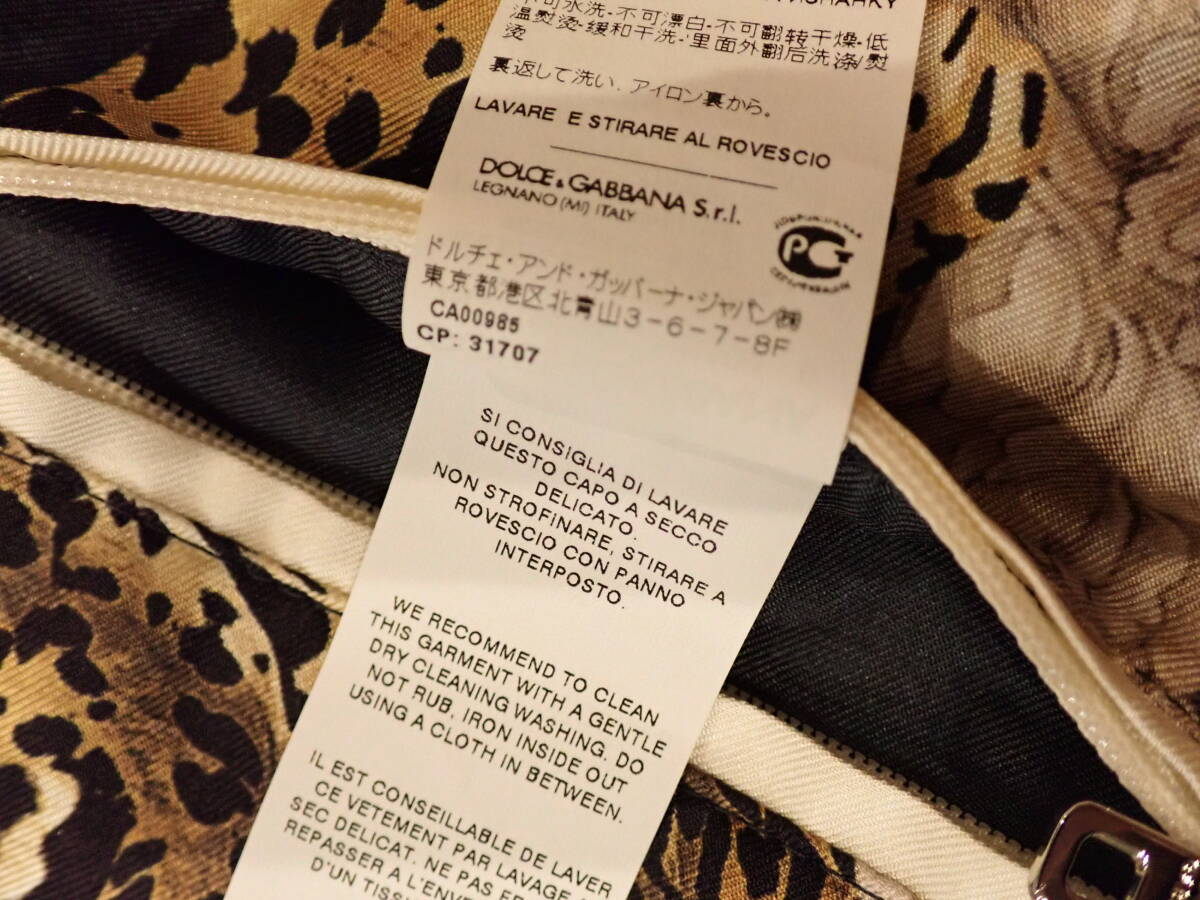 不可水洗-不可漂白-不可翻转干燥-低
温熨烫-缓和干洗-里面外翻后洗涤/熨
烫
裏返して洗い、アイロン裏から。
LAVARE E STIRARE AL ROVESCIO
DOLCE & GABBANA S.r.l.
LEGNANO (MI) ITALY
PG
ドルチェ・アンド・ガッバーナ・ジャパン㈱
東京都港区北青山3-6-7-8F
CA00985
CP: 31707
SI CONSIGLIA DI LAVARE
QUESTO CAPO A SECCO
DELICATO.
NON STROFINARE, STIRARE A
ROVESCIO CON PANNO
INTERPOSTO.
WE RECOMMEND TO CLEAN
THIS GARMENT WITH A GENTLE
DRY CLEANING WASHING. DO
NOT RUB, IRON INSIDE OUT
USING A CLOTH IN BETWEEN.
IL EST CONSEILLABLE DE LAVER
CE VETEMENT PAR LAVAGE
SEC DELICAT. NE PAS
REPASSER A L'ENVE
D'UN TISS